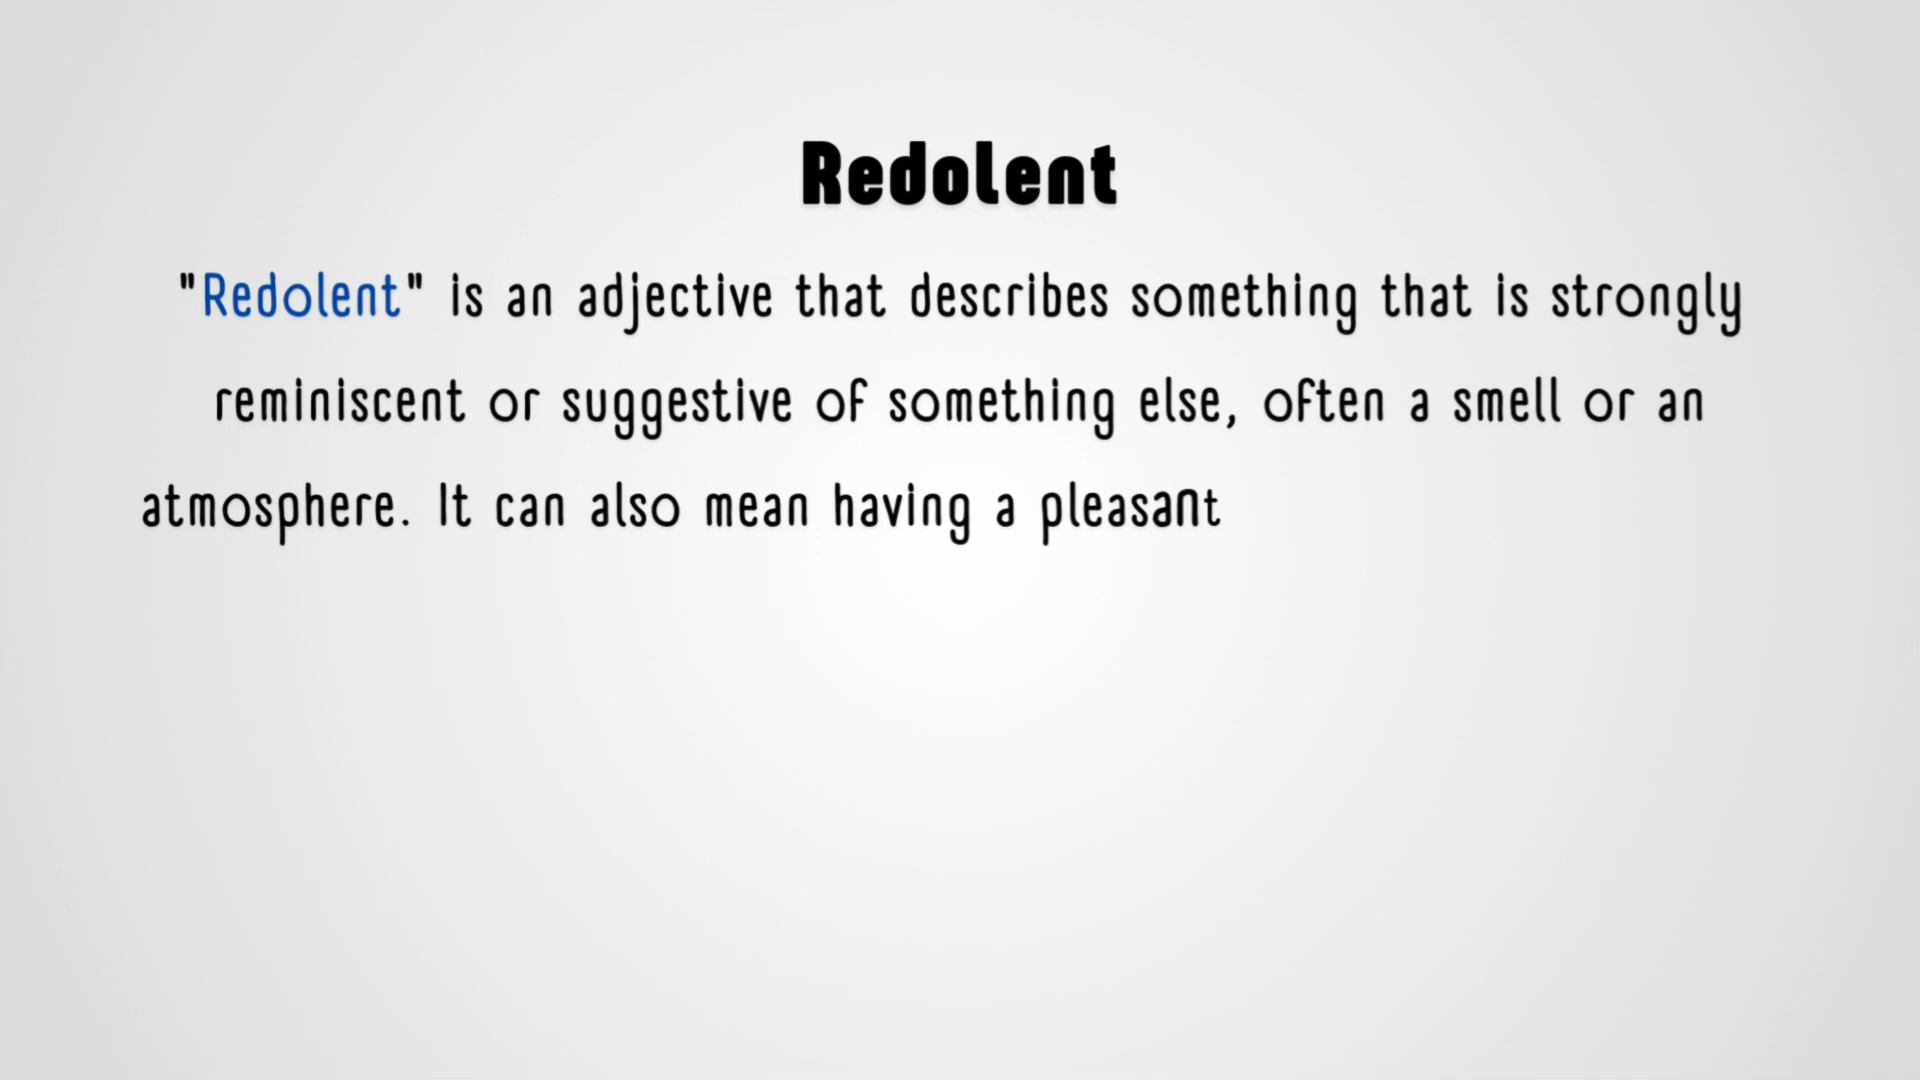 Redolent
"Redolent" is an adjective that describes something that is strongly
reminiscent or suggestive of something else, often a smell or an
atmosphere. It can also mean having a pleasant